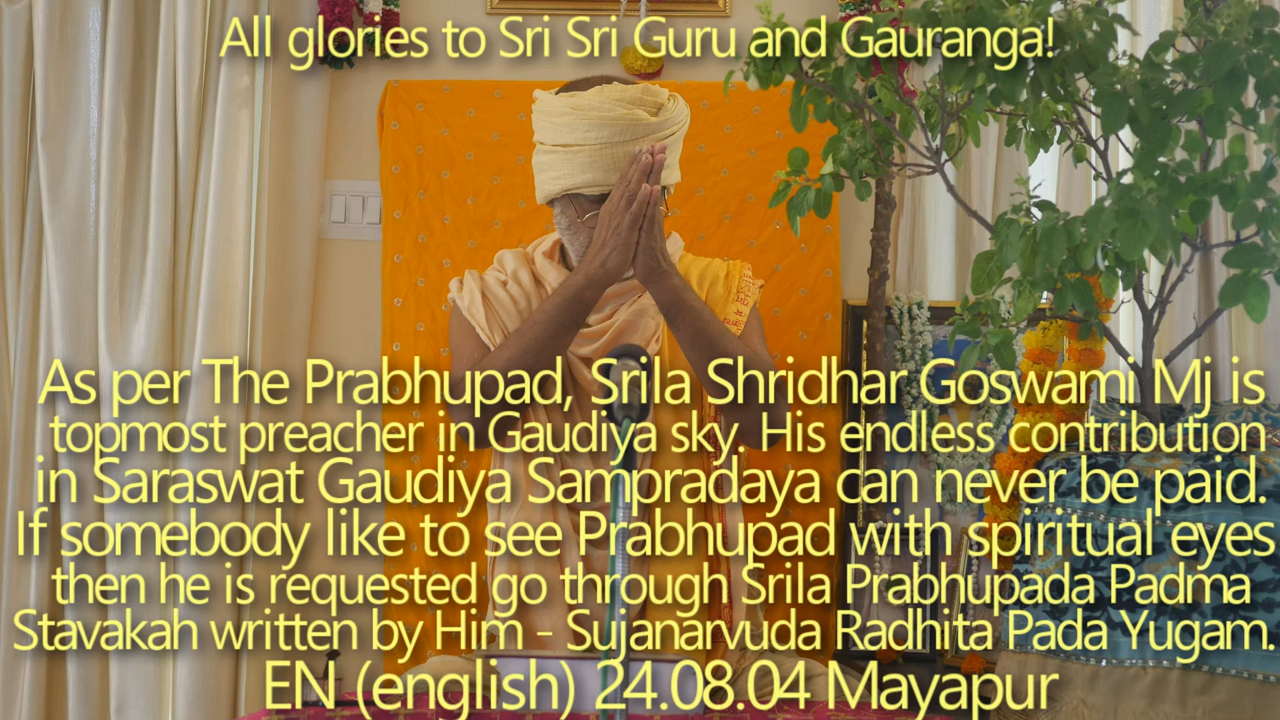 All glories to Sri Sri Guru and Gauranga!
As per The Prabhupad, Srila Shridhar Goswami Mj is
topmost preacher in Gaudiya sky. His endless contribution
in Saraswat Gaudiya Sampradaya can never be paid.
If somebody like to see Prabhupad with spiritual eyes
then he is requested go through Srila Prabhupada Padma
Stavakah written by Him - Sujanarvuda Radhita Pada Yugam.
EN (english) 24.08.04 Mayapur